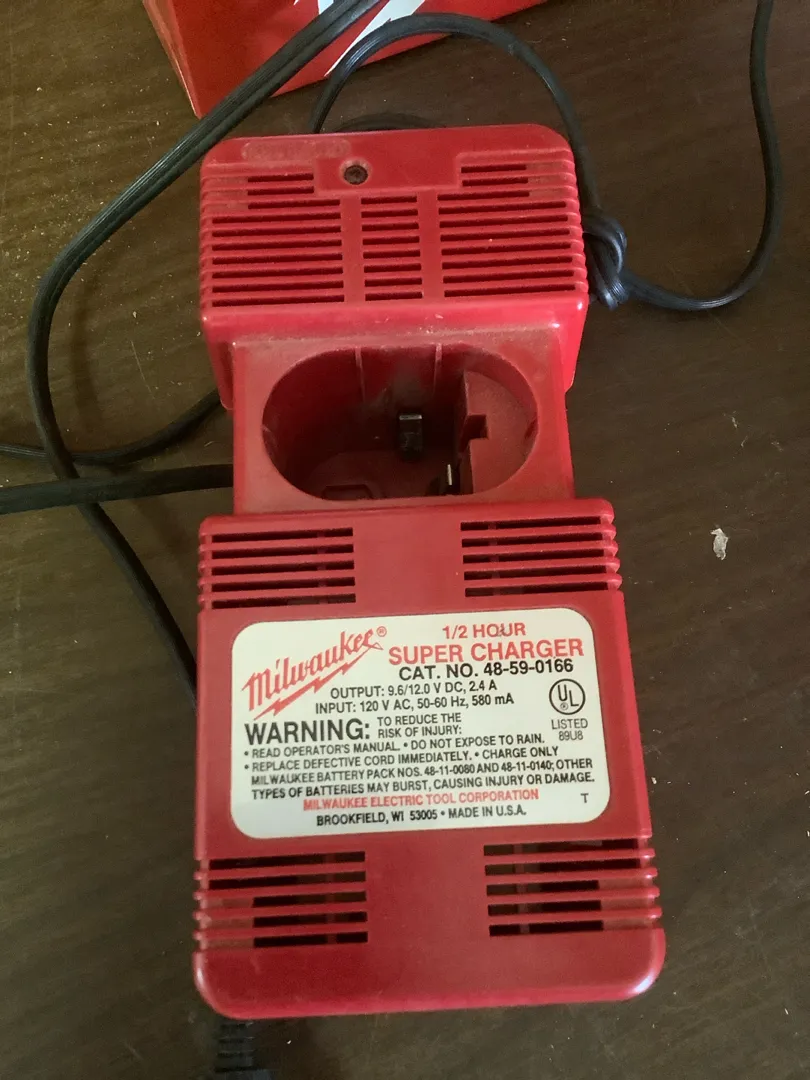 Milwaukee®
1/2 HOUR
SUPER CHARGER
CAT. NO. 48-59-0166
OUTPUT: 9.6/12.0 V DC, 2.4 A
INPUT: 120 V AC, 50-60 Hz, 580 mA
UL
LISTED
89U8
WARNING: TO REDUCE THE
RISK OF INJURY:
• READ OPERATOR'S MANUAL. • DO NOT EXPOSE TO RAIN.
• REPLACE DEFECTIVE CORD IMMEDIATELY. • CHARGE ONLY
MILWAUKEE BATTERY PACK NOS. 48-11-0080 AND 48-11-0140; OTHER
TYPES OF BATTERIES MAY BURST, CAUSING INJURY OR DAMAGE.
MILWAUKEE ELECTRIC TOOL CORPORATION
T
BROOKFIELD, WI 53005 • MADE IN U.S.A.